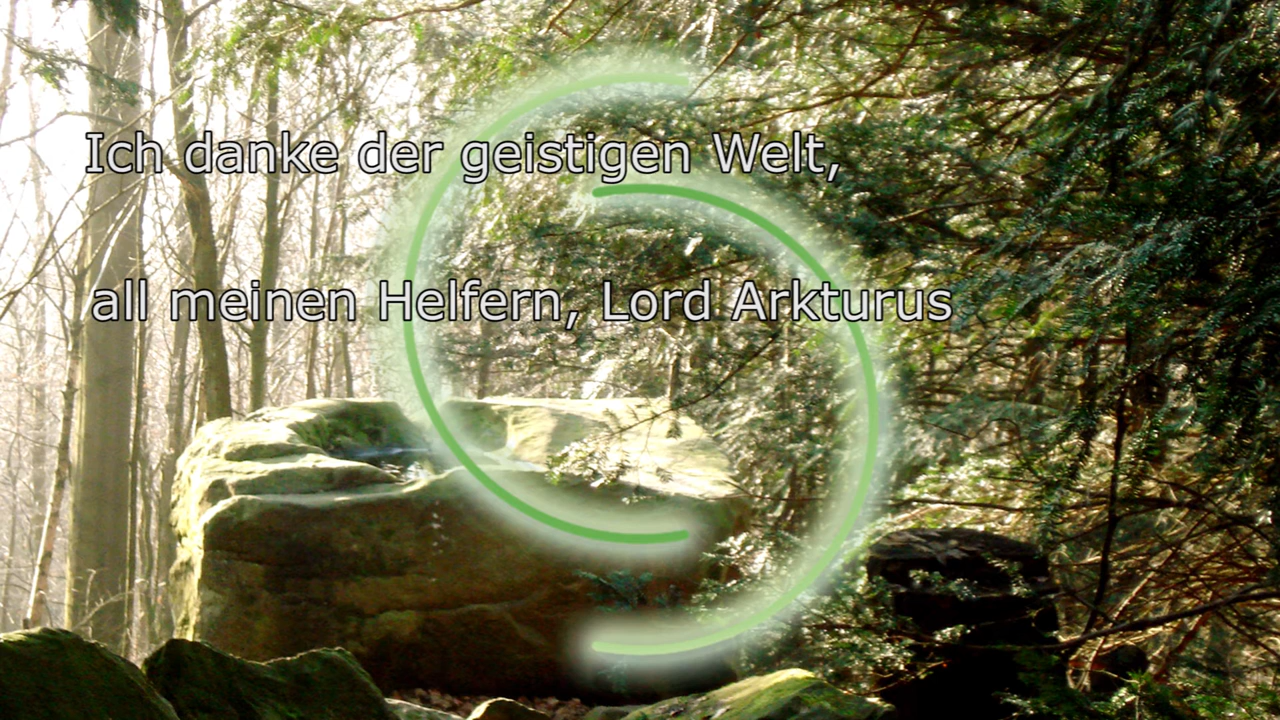 Ich danke der geistigen Welt,
all meinen Helfern, Lord Arkturus